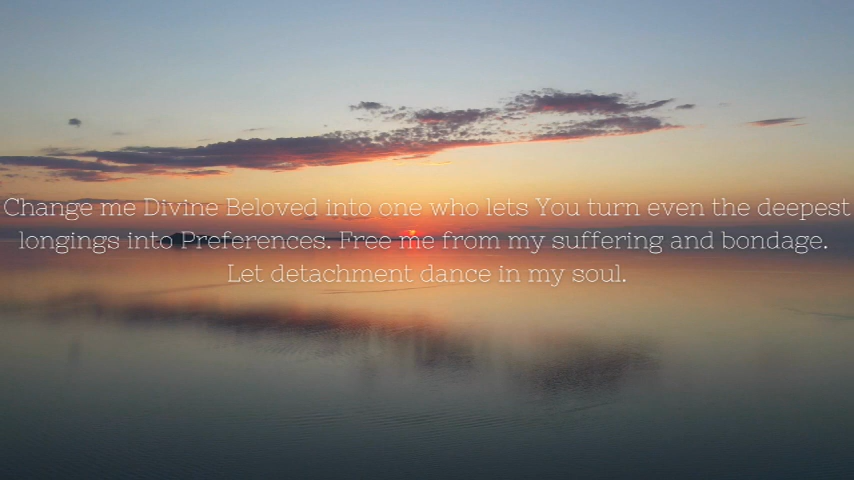 Change me Divine Beloved into one who lets You turn even the deepest
longings into Preferences. Free me from my suffering and bondage.
Let detachment dance in my soul.